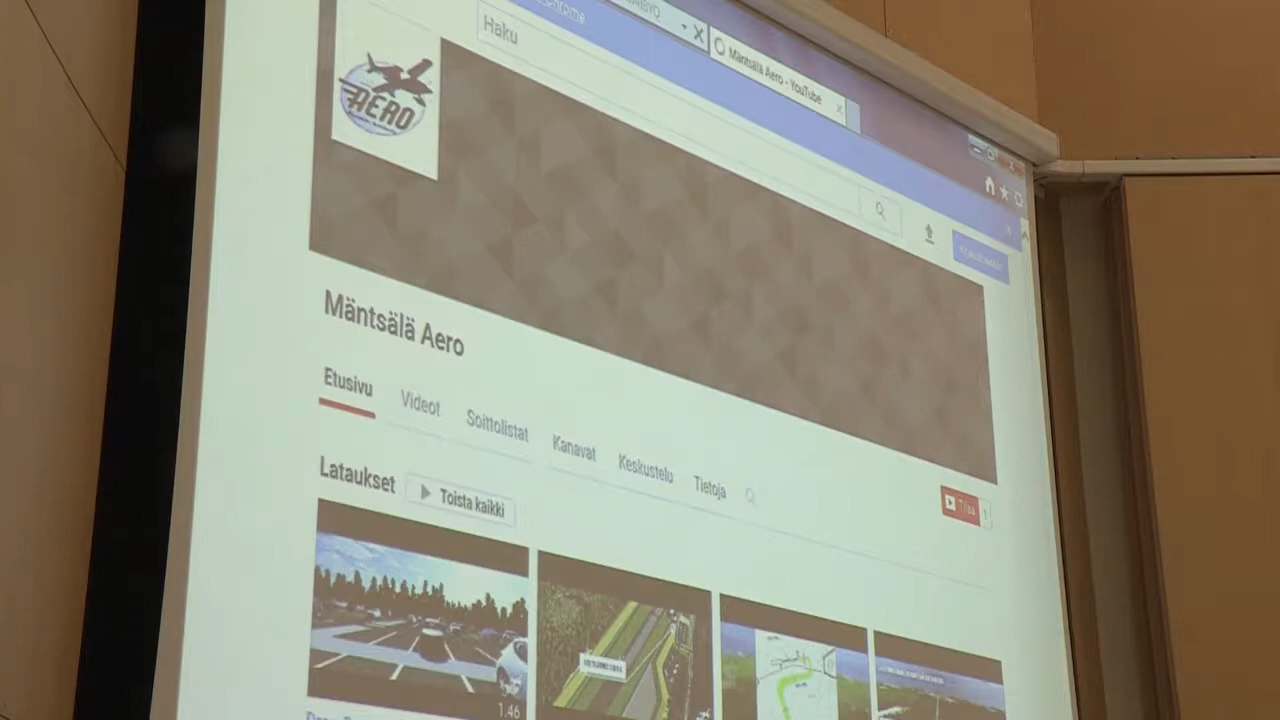 Mäntsälä Aero - YouTube
Haku
AERO
Mäntsälä Aero
Etusivu Videot Soittolistat Kanavat Keskustelu Tietoja
Tilaa 1
Lataukset Toista kaikki
1.46